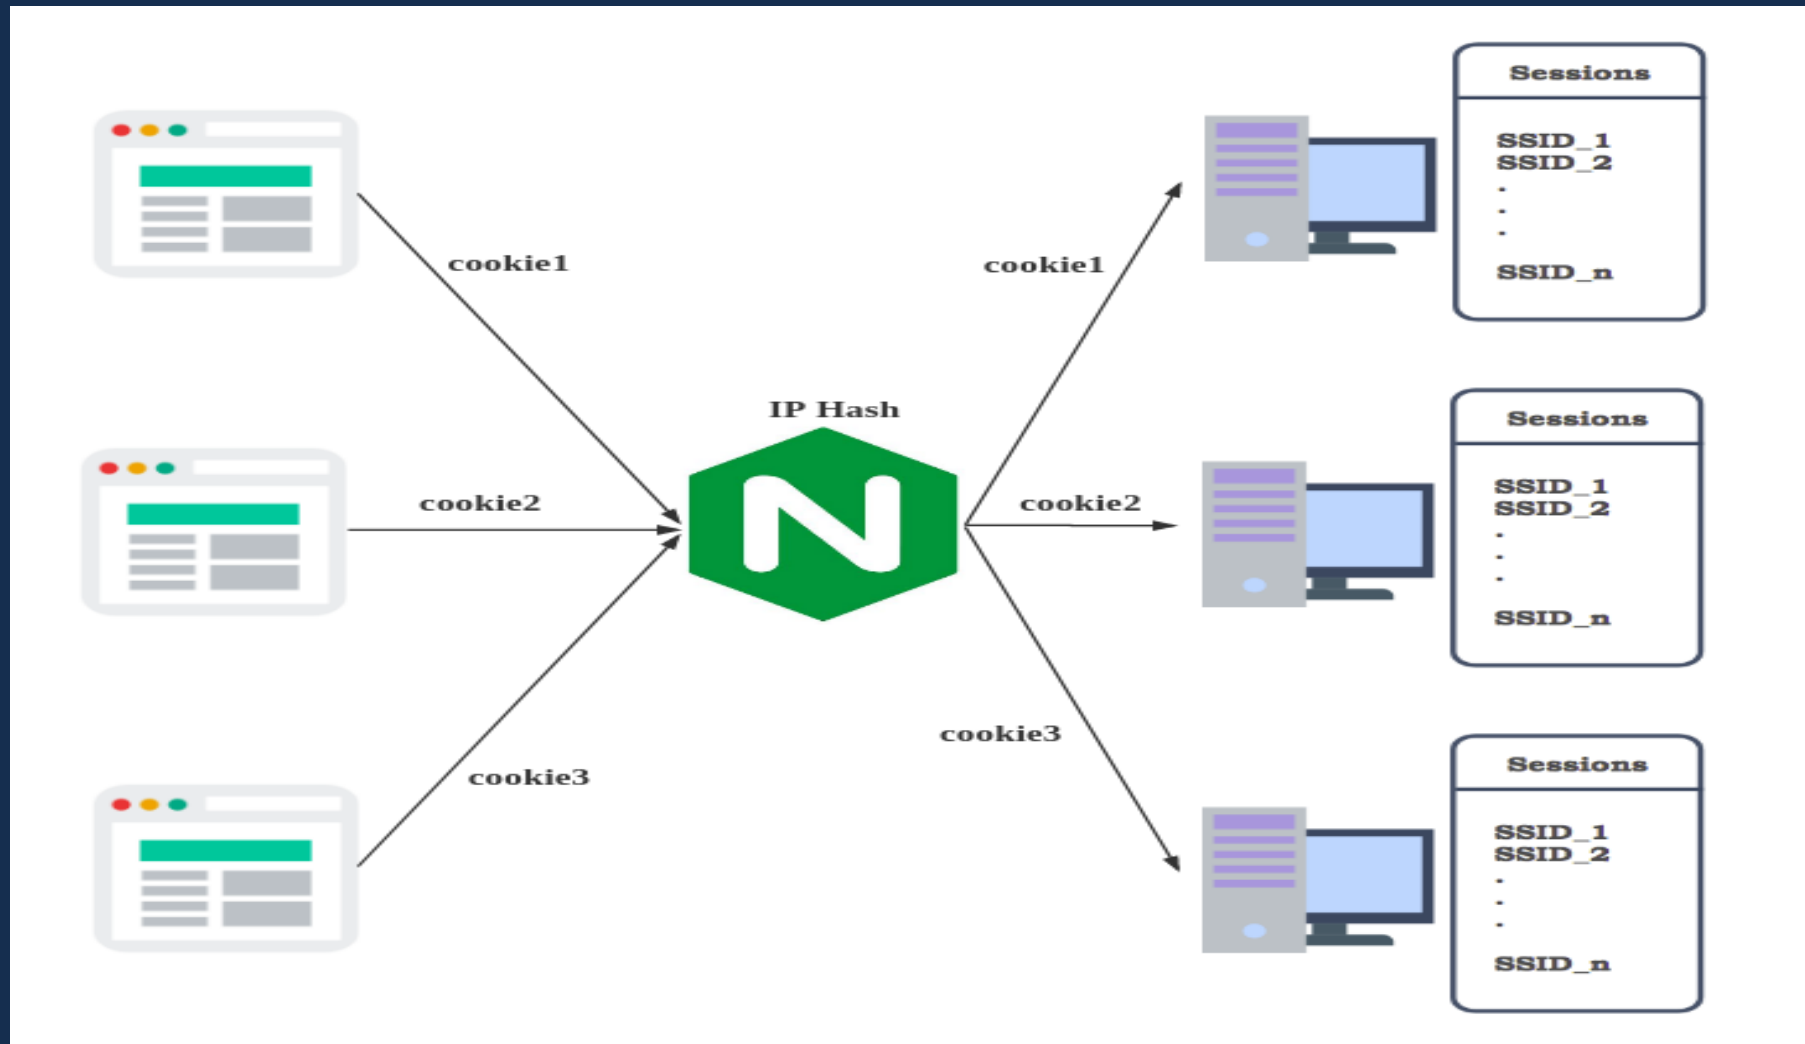 cookie1
cookie2
cookie3
IP Hash
N
cookie1
cookie2
cookie3
Sessions
SSID_1
SSID_2
.
.
.
SSID_n
Sessions
SSID_1
SSID_2
.
.
.
SSID_n
Sessions
SSID_1
SSID_2
.
.
.
SSID_n